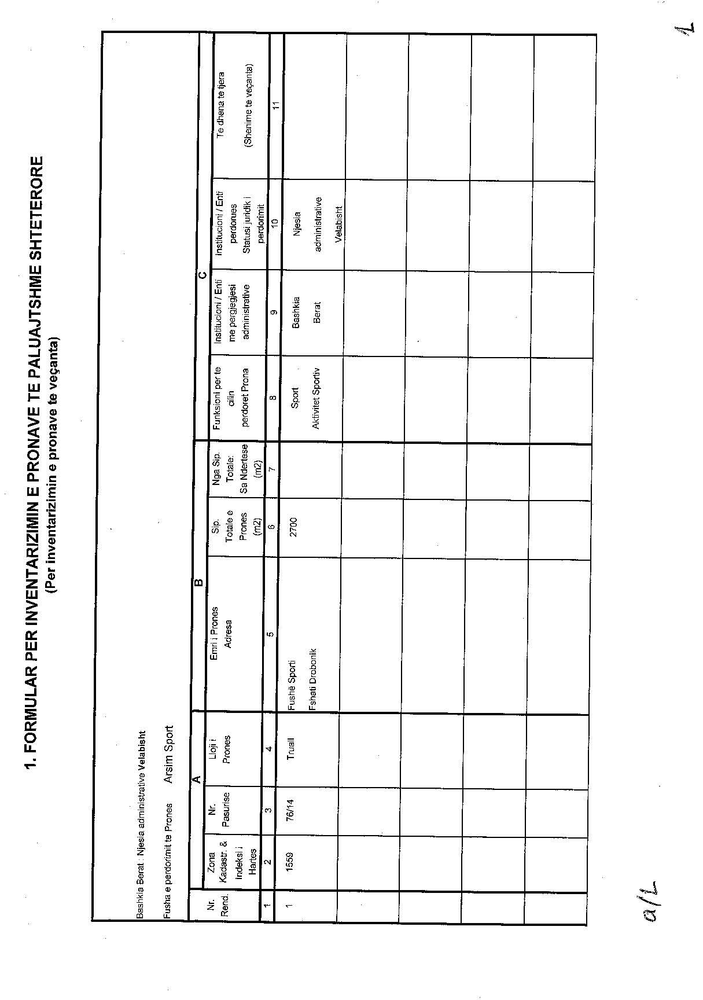 1. FORMULAR PER INVENTARIZIMIN E PRONAVE TE PALUAJTSHME SHTETERORE
(Per inventarizimin e pronave te veçanta)
Bashkia Berat : Njesia administrative Velabisht
Fusha e perdorimit te Prones Arsim Sport
A B C
Nr.
Rend.
Zona
Kadastr. &
Indeksi i
Hartes
Nr.
Pasurise
Lloji i
Prones
Emri i Prones
Adresa
Sip.
Totale e
Prones
(m2)
Nga Sip.
Totale:
Sa Ndertese
(m2)
Funksioni per te
cilin
perdoret Prona
Institucioni / Enti
me pergjegjesi
administrative
Institucioni / Enti
perdorues
Statusi juridik i
perdorimit
Te dhena te tjera
(Shenime te veçanta)
1 2 3 4 5 6 7 8 9 10 11
1
1559
76/14
Truall
Fushë Sporti
Fshati Drobonik
2700
Sport
Aktivitet Sportiv
Bashkia
Berat
Njesia
administrative
Velabisht